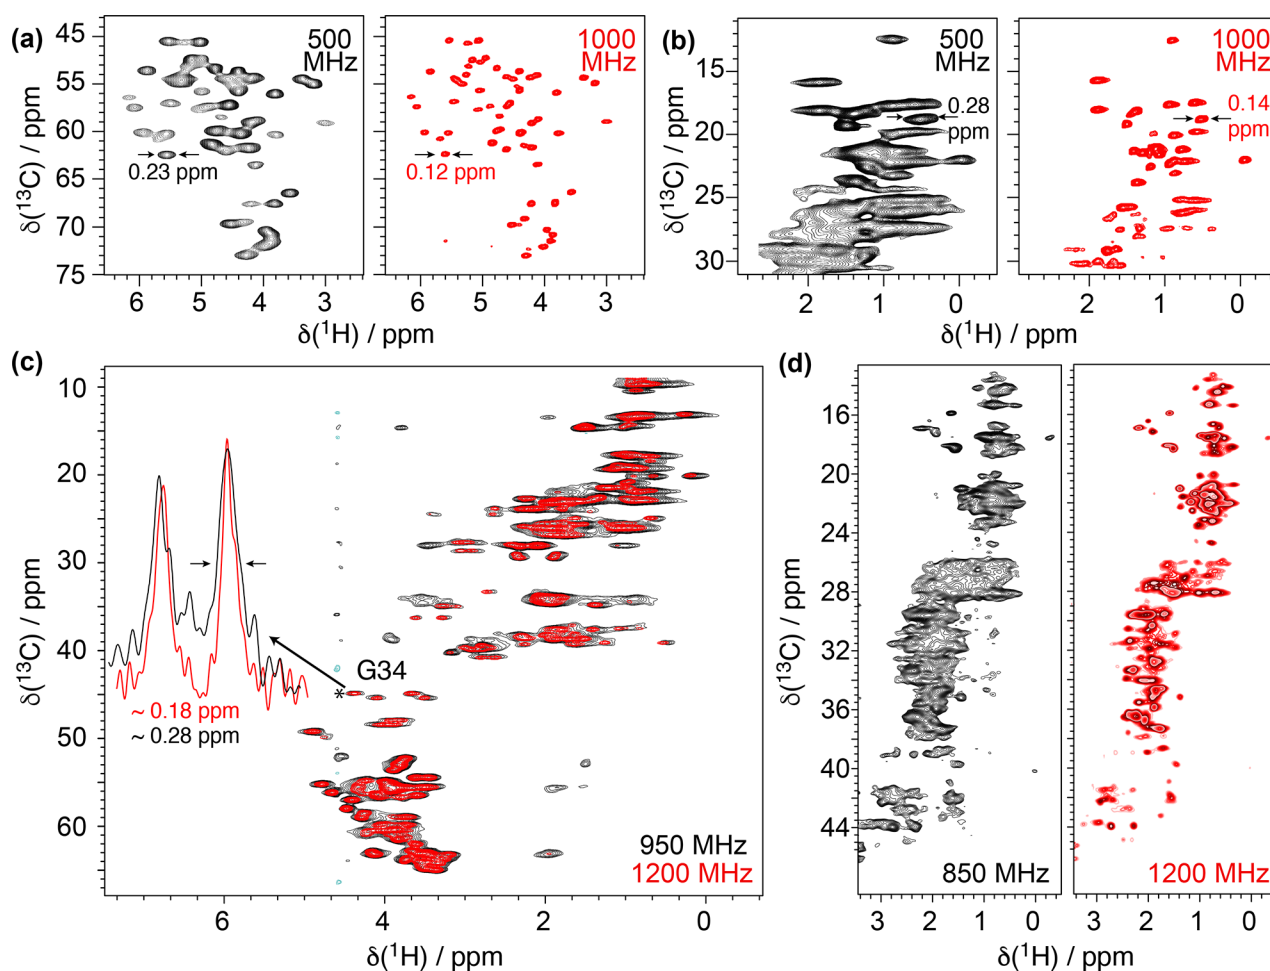 (a)
500
MHz
1000
MHz
45
55
60
65
70
75
δ(¹³C) / ppm
0.23 ppm
0.12 ppm
6 5 4 3
6 5 4 3
δ(¹H) / ppm
(b)
500
MHz
1000
MHz
15
20
25
30
δ(¹³C) / ppm
0.28
ppm
0.14
ppm
2 1 0
2 1 0
δ(¹H) / ppm
(c)
10
20
30
40
50
60
δ(¹³C) / ppm
G34
*
~ 0.18 ppm
~ 0.28 ppm
950 MHz
1200 MHz
6 4 2 0
δ(¹H) / ppm
(d)
16
20
24
28
32
36
40
44
δ(¹³C) / ppm
850 MHz
1200 MHz
3 2 1 0
3 2 1 0
δ(¹H) / ppm